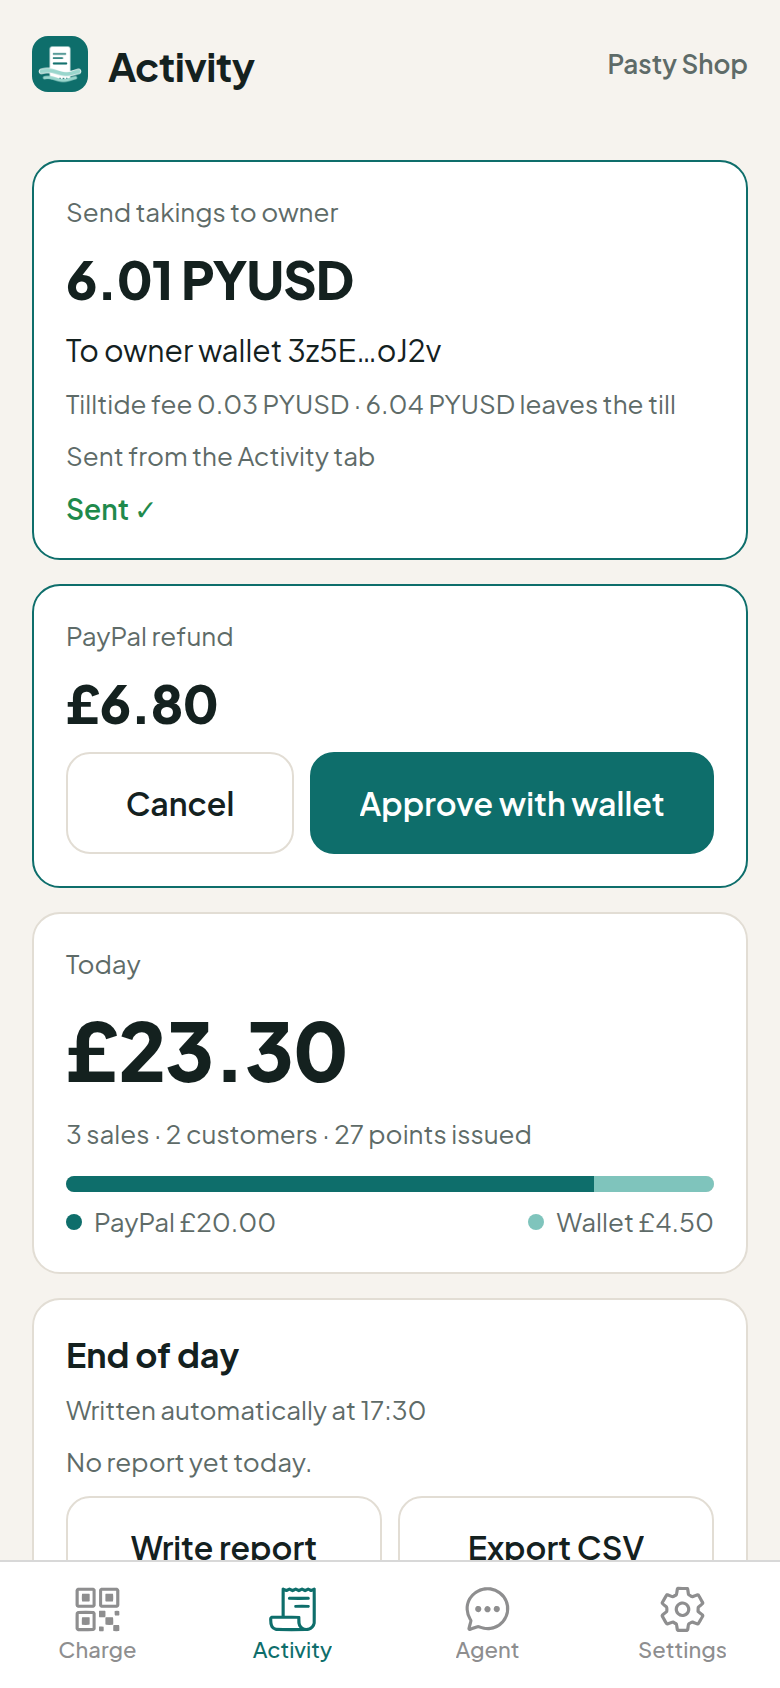 Activity
Pasty Shop
Send takings to owner
6.01 PYUSD
To owner wallet 3z5E…oJ2v
Tilltide fee 0.03 PYUSD · 6.04 PYUSD leaves the till
Sent from the Activity tab
Sent ✓
PayPal refund
£6.80
Cancel
Approve with wallet
Today
£23.30
3 sales · 2 customers · 27 points issued
PayPal £20.00
Wallet £4.50
End of day
Written automatically at 17:30
No report yet today.
Write report
Export CSV
Charge
Activity
Agent
Settings